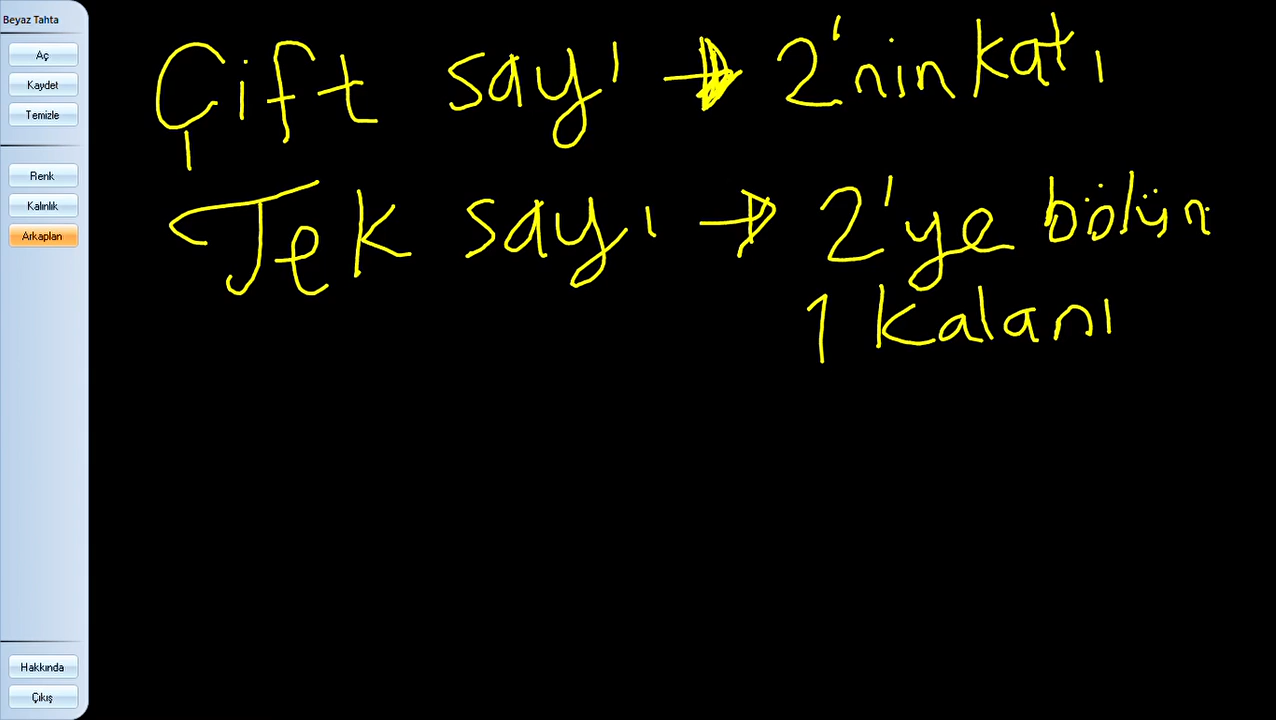 Beyaz Tahta
Aç
Kaydet
Temizle
Renk
Kalınlık
Arkaplan
Hakkında
Çıkış
Çift sayı → 2'nin katı
Tek sayı → 2'ye bölün
1 kalanı